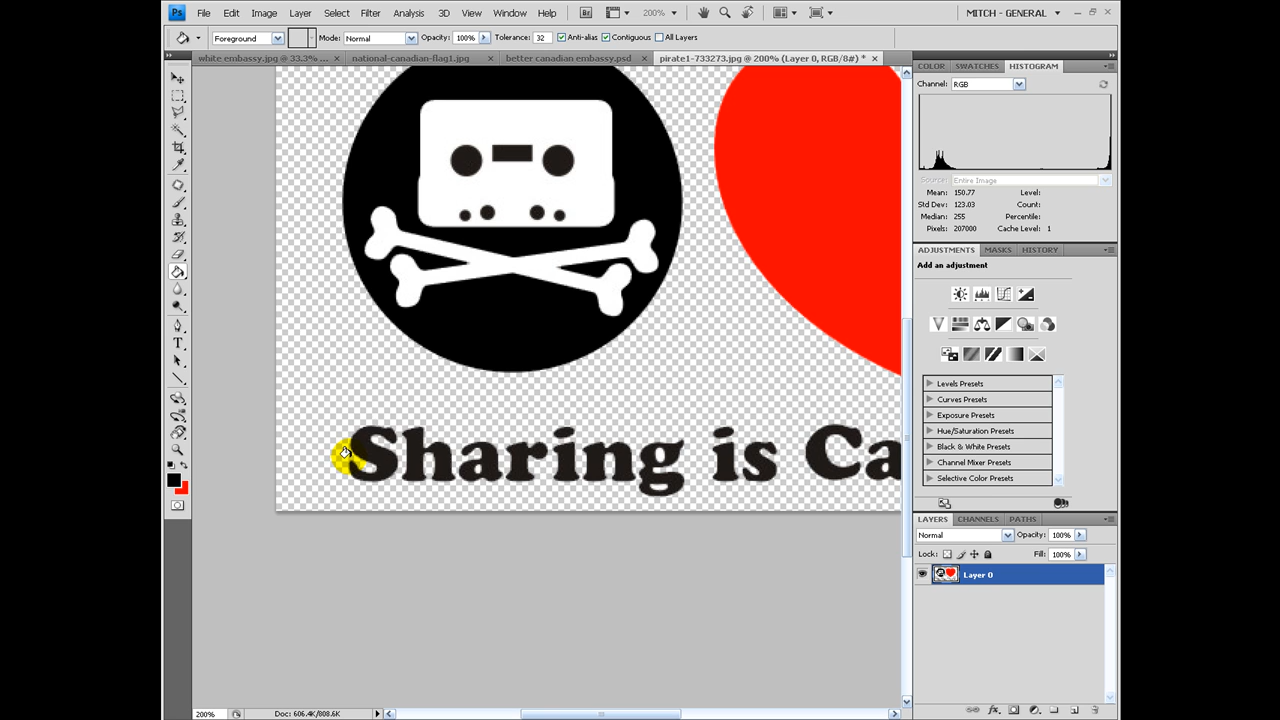 Ps File Edit Image Layer Select Filter Analysis 3D View Window Help Br 200% MITCH - GENERAL
Foreground Mode: Normal Opacity: 100% Tolerance: 32 Anti-alias Contiguous All Layers
white embassy.jpg @ 33.3% ... national-canadian-flag1.jpg better canadian embassy.psd pirate1-733273.jpg @ 200% (Layer 0, RGB/8#) *
COLOR SWATCHES HISTOGRAM
Channel: RGB
Source: Entire Image
Mean: 150.77 Level:
Std Dev: 123.03 Count:
Median: 255 Percentile:
Pixels: 207000 Cache Level: 1
ADJUSTMENTS MASKS HISTORY
Add an adjustment
Levels Presets
Curves Presets
Exposure Presets
Hue/Saturation Presets
Black & White Presets
Channel Mixer Presets
Selective Color Presets
Sharing is Ca
LAYERS CHANNELS PATHS
Normal Opacity: 100%
Lock: Fill: 100%
Layer 0
200% Doc: 606.4K/808.6K